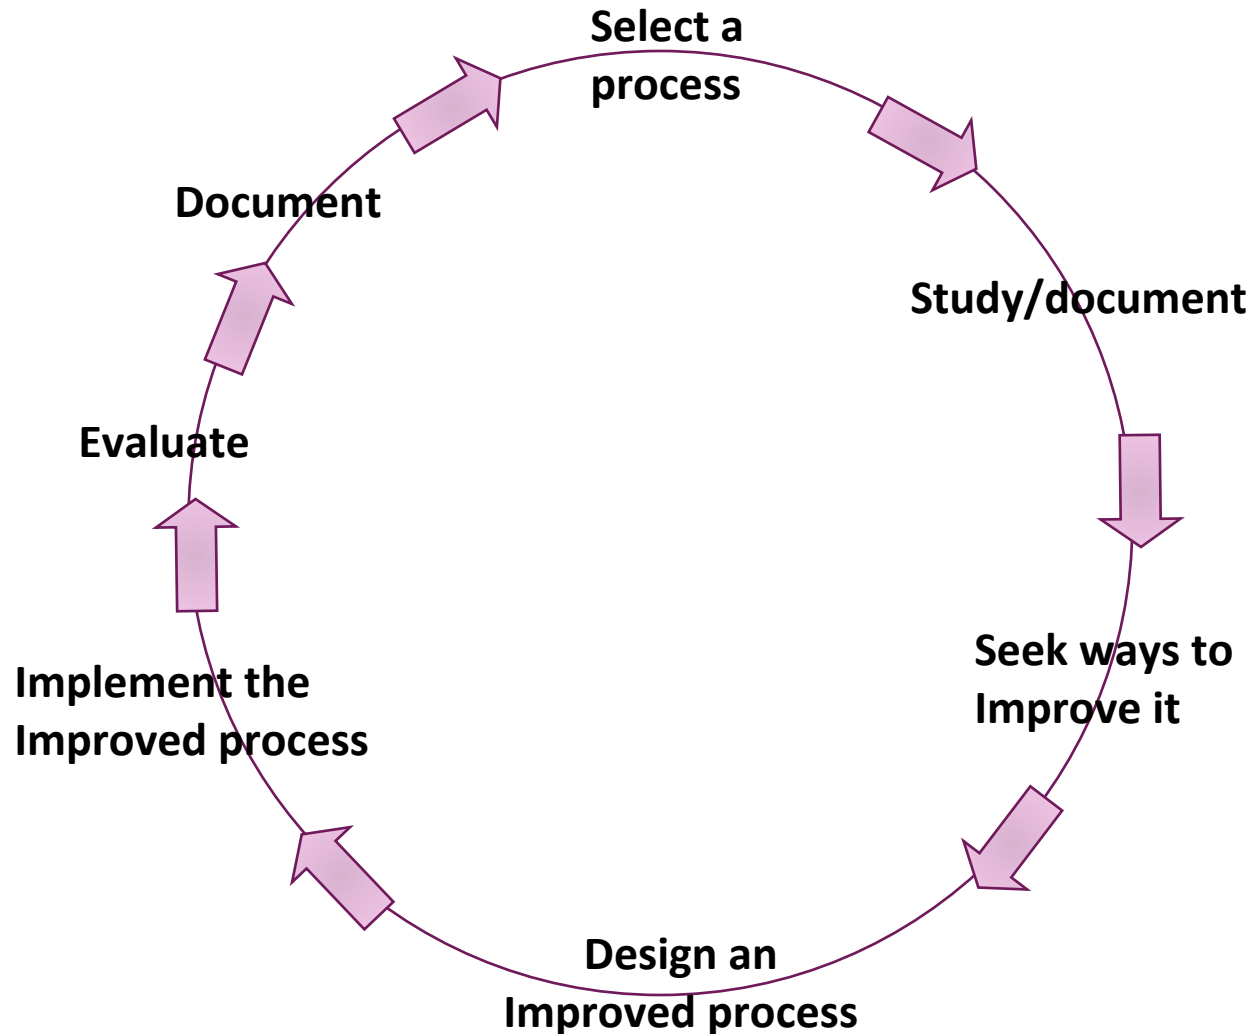 Select a
process
Study/document
Seek ways to
Improve it
Design an
Improved process
Implement the
Improved process
Evaluate
Document